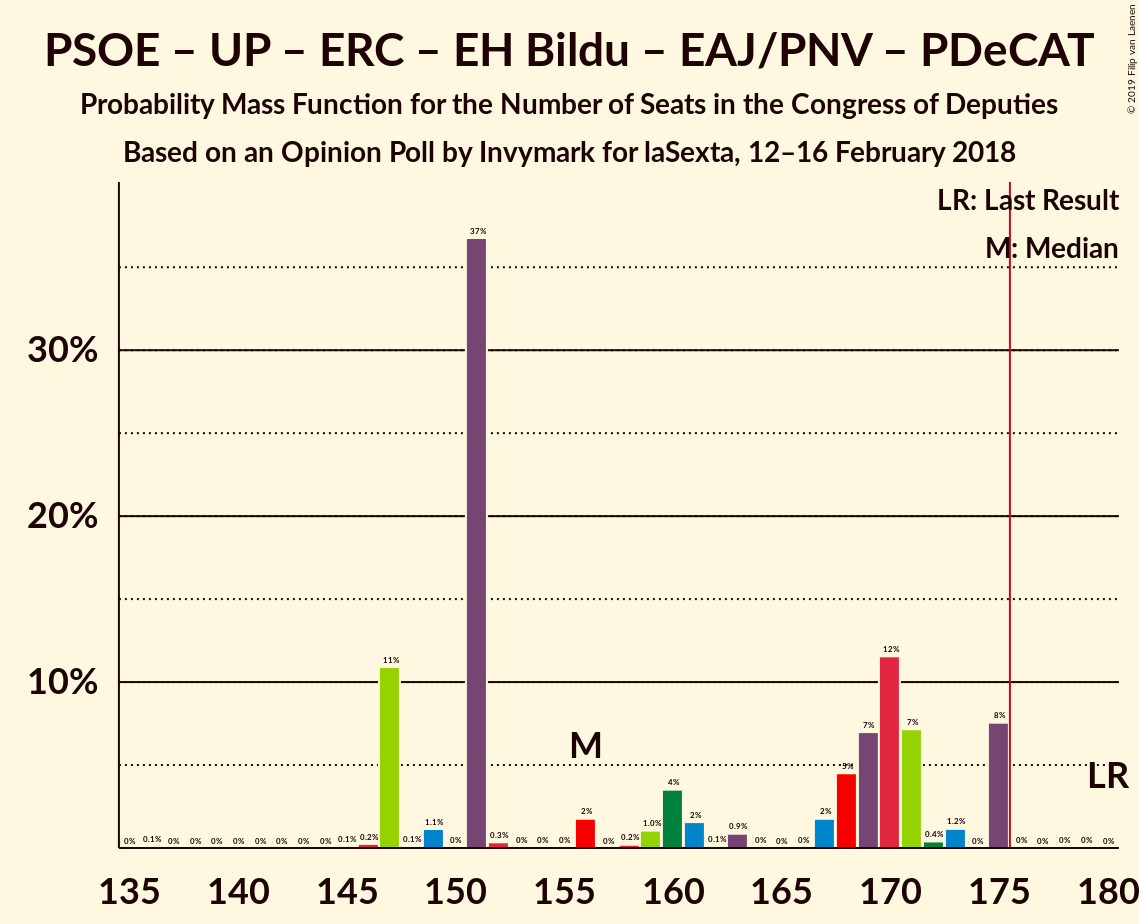 PSOE – UP – ERC – EH Bildu – EAJ/PNV – PDeCAT
Probability Mass Function for the Number of Seats in the Congress of Deputies
Based on an Opinion Poll by Invymark for laSexta, 12–16 February 2018
© 2019 Filip van Laenen
LR: Last Result
M: Median
30%
20%
10%
0% 0.1% 0% 0% 0% 0% 0% 0% 0% 0% 0.1% 0.2% 11% 0.1% 1.1% 0% 37% 0.3% 0% 0% 0% 2% 0% 0.2% 1.0% 4% 2% 0.1% 0.9% 0% 0% 0% 2% 5% 7% 12% 7% 0.4% 1.2% 0% 8% 0% 0% 0% 0% 0%
M
LR
135 140 145 150 155 160 165 170 175 180